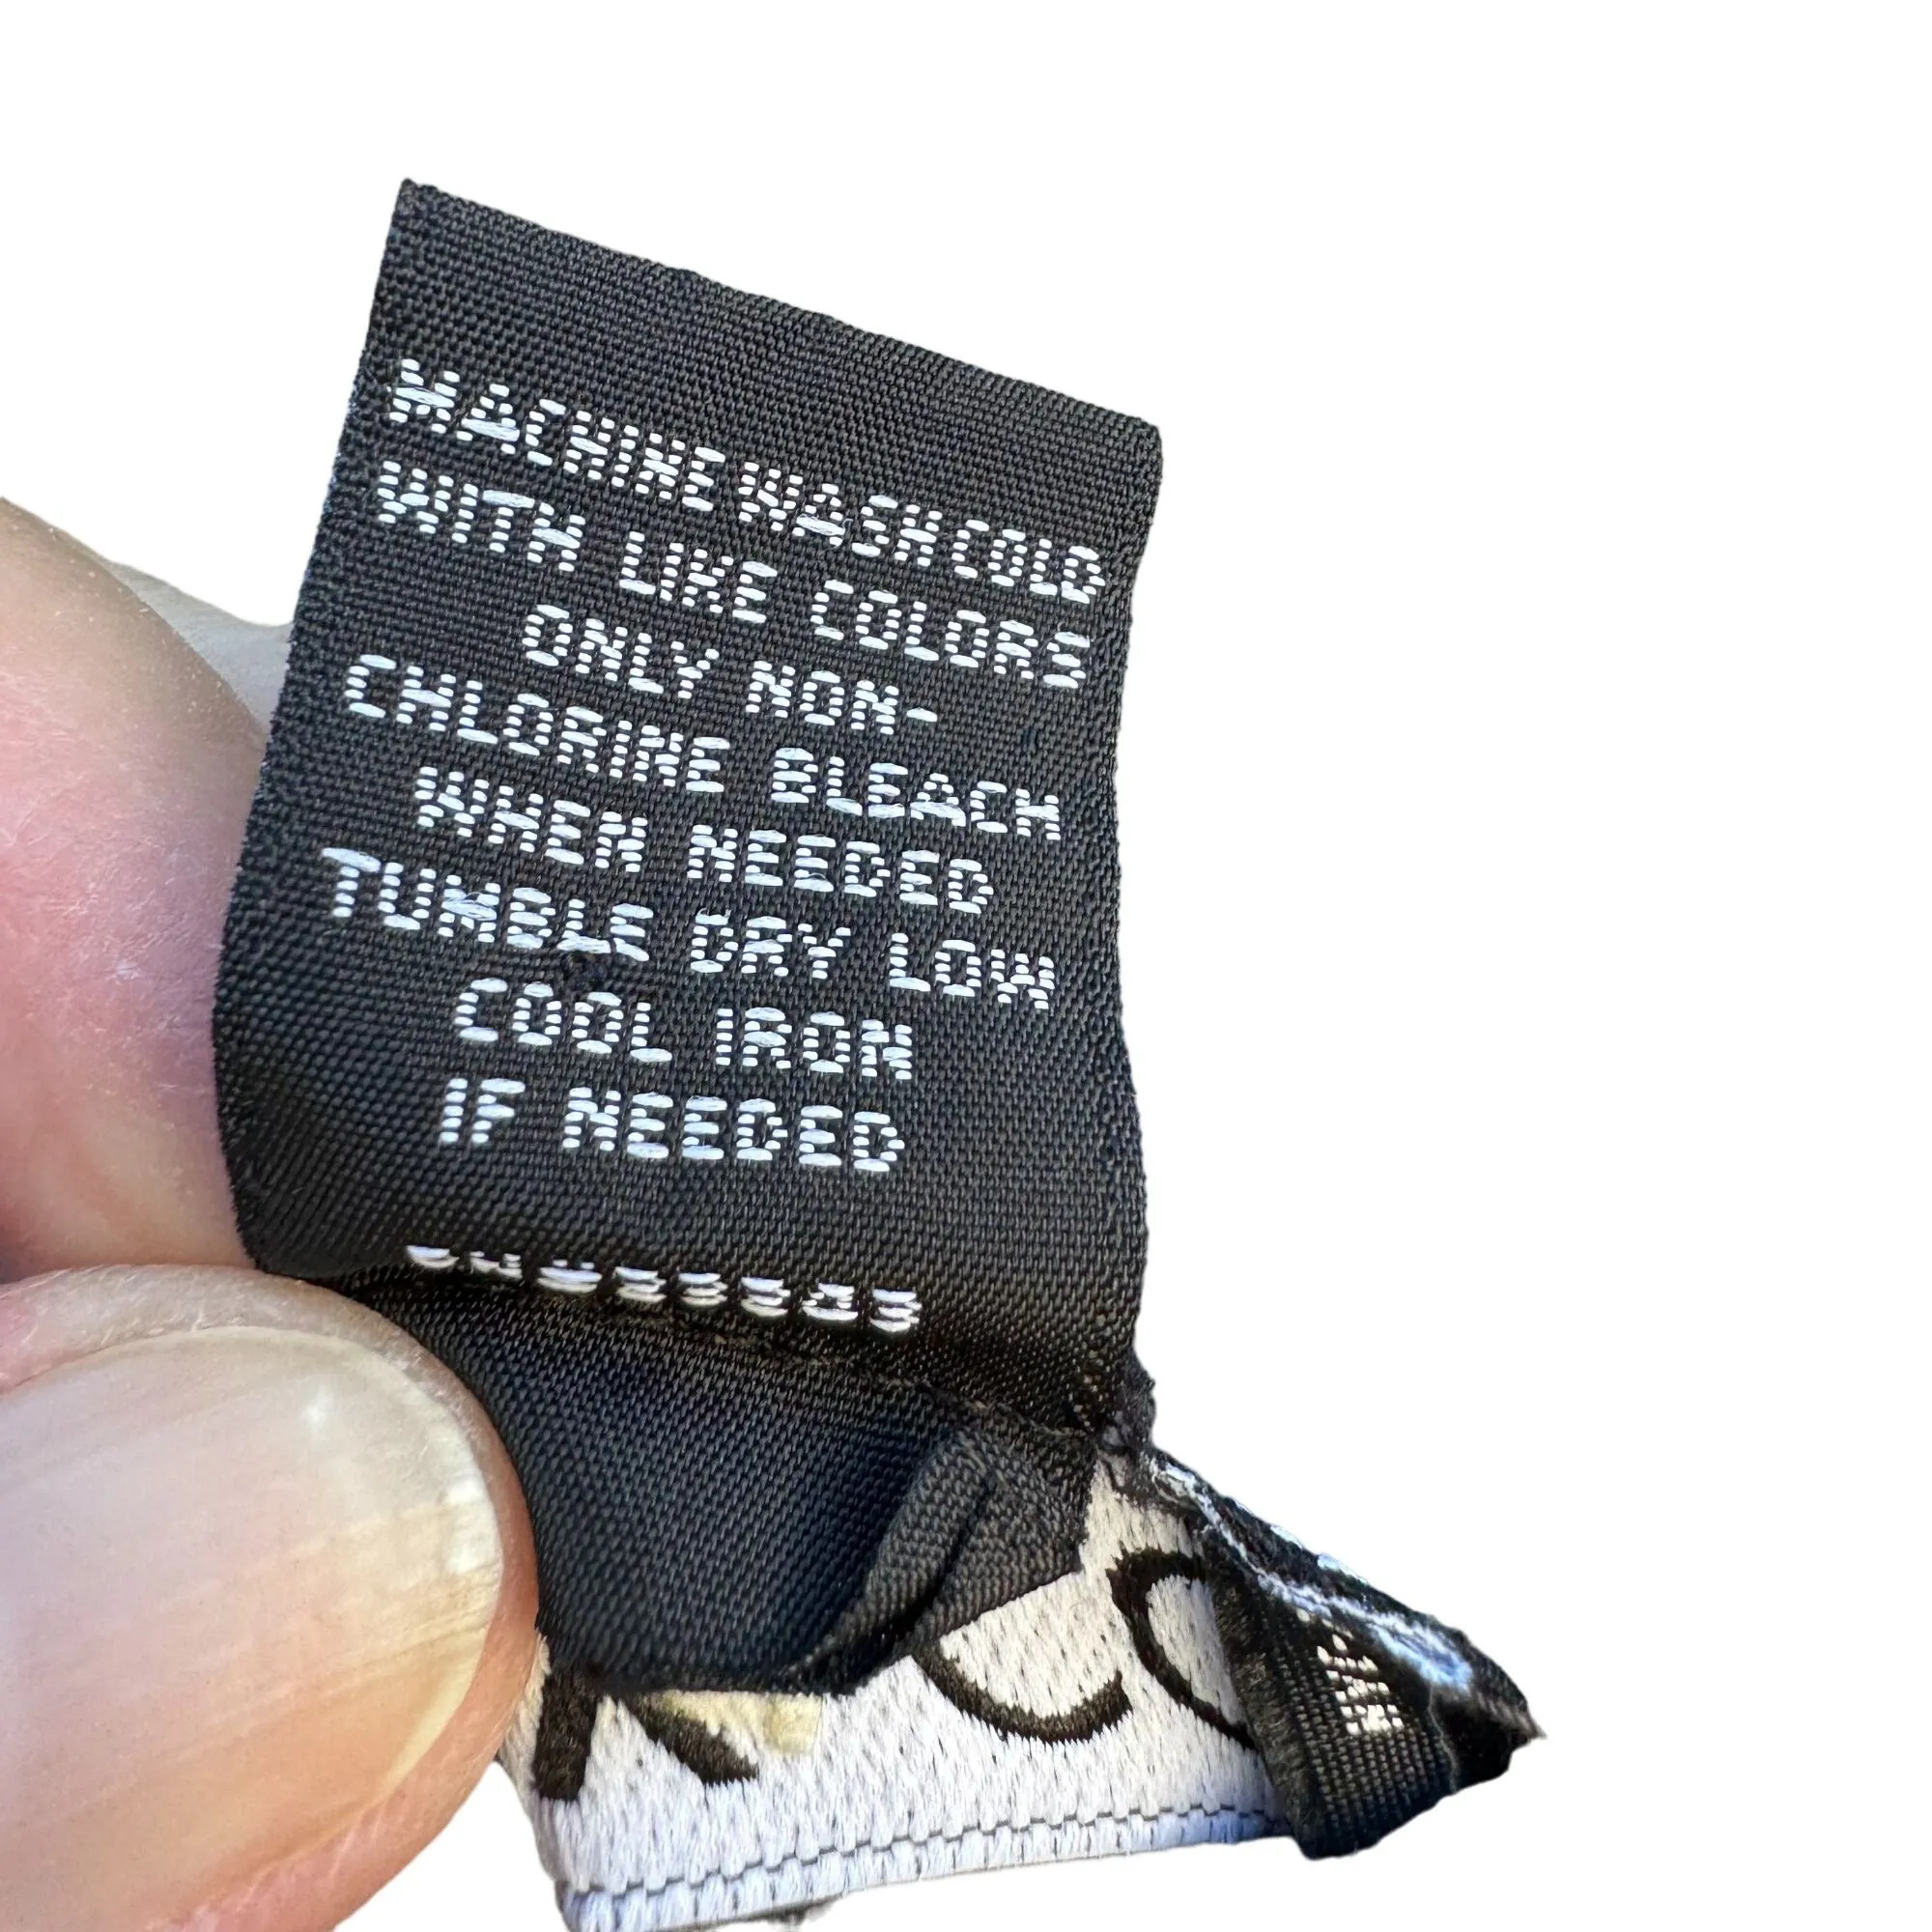 MACHINE WASH COLD
WITH LIKE COLORS
ONLY NON-
CHLORINE BLEACH
WHEN NEEDED
TUMBLE DRY LOW
COOL IRON
IF NEEDED